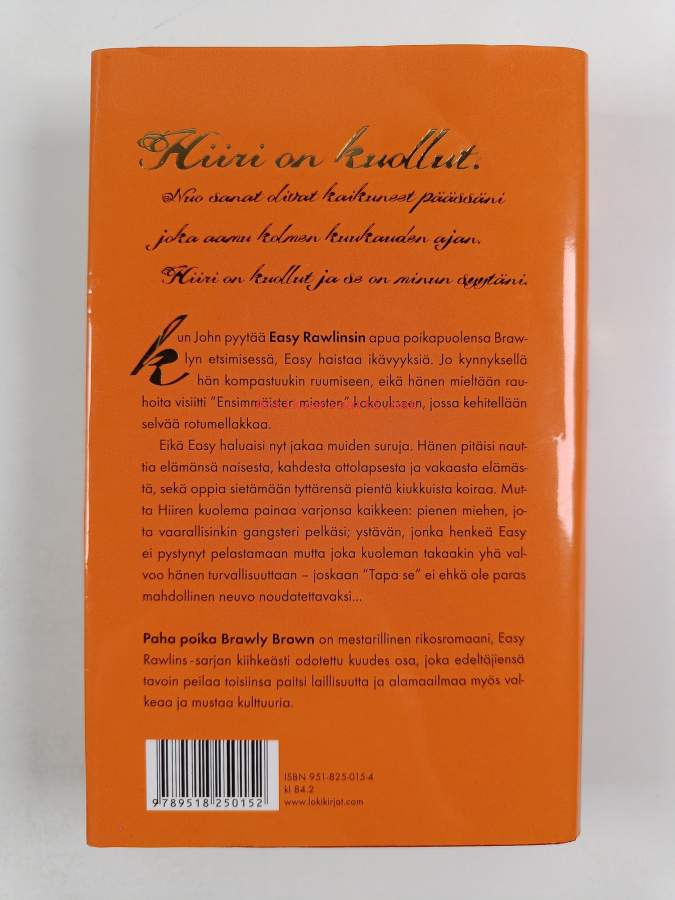 Hiiri on kuollut.
Nuo sanat olivat kaikuneet päässäni
joka aamu kolmen kuukauden ajan.
Hiiri on kuollut ja se on minun syytäni.
kun John pyytää Easy Rawlinsin apua poikapuolensa Braw-
lyn etsimisessä, Easy haistaa ikävyyksiä. Jo kynnyksellä
hän kompastuukin ruumiseen, eikä hänen mieltään rau-
hoita visiitti ”Ensimmäisten miesten” kokoukseen, jossa kehitellään
selvää rotumellakkaa.
Eikä Easy haluaisi nyt jakaa muiden suruja. Hänen pitäisi naut-
tia elämänsä naisesta, kahdesta ottolapsesta ja vakaasta elämäs-
tä, sekä oppia sietämään tyttärensä pientä kiukkuista koiraa. Mut-
ta Hiiren kuolema painaa varjonsa kaikkeen: pienen miehen, jo-
ta vaarallisinkin gangsteri pelkäsi; ystävän, jonka henkeä Easy
ei pystynyt pelastamaan mutta joka kuoleman takaakin yhä val-
voo hänen turvallisuuttaan – joskaan ”Tapa se” ei ehkä ole paras
mahdollinen neuvo noudatettavaksi...
Paha poika Brawly Brown on mestarillinen rikosromaani, Easy
Rawlins -sarjan kiihkeästi odotettu kuudes osa, joka edeltäjiensä
tavoin peilaa toisiinsa paitsi laillisuutta ja alamaailmaa myös val-
keaa ja mustaa kulttuuria.
ISBN 951-825-015-4
kl 84.2
www.lokikirjat.com
9 789518 250152